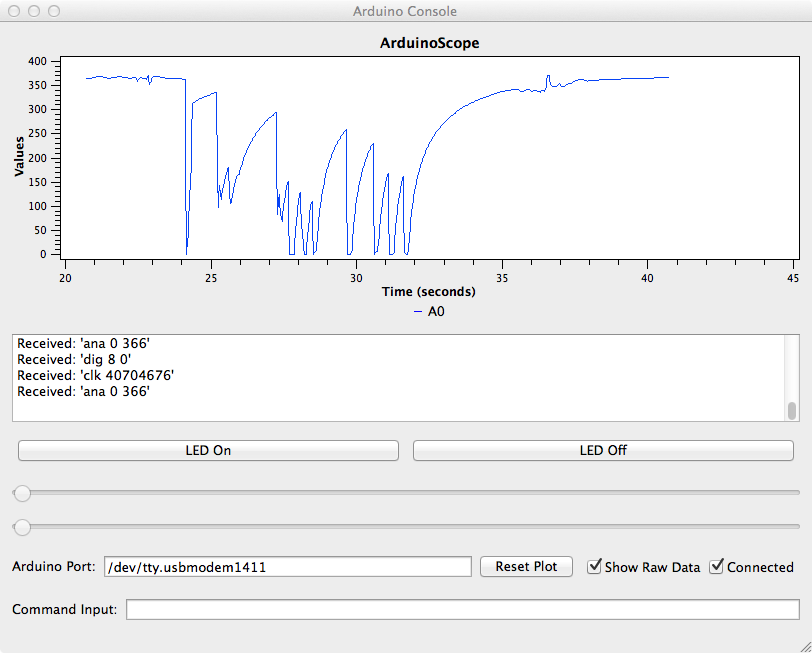 Arduino Console
ArduinoScope
400
350
300
250
200
150
100
50
0
Values
20 25 30 35 40 45
Time (seconds)
A0
Received: 'ana 0 366'
Received: 'dig 8 0'
Received: 'clk 40704676'
Received: 'ana 0 366'
LED On LED Off
Arduino Port: /dev/tty.usbmodem1411 Reset Plot Show Raw Data Connected
Command Input: